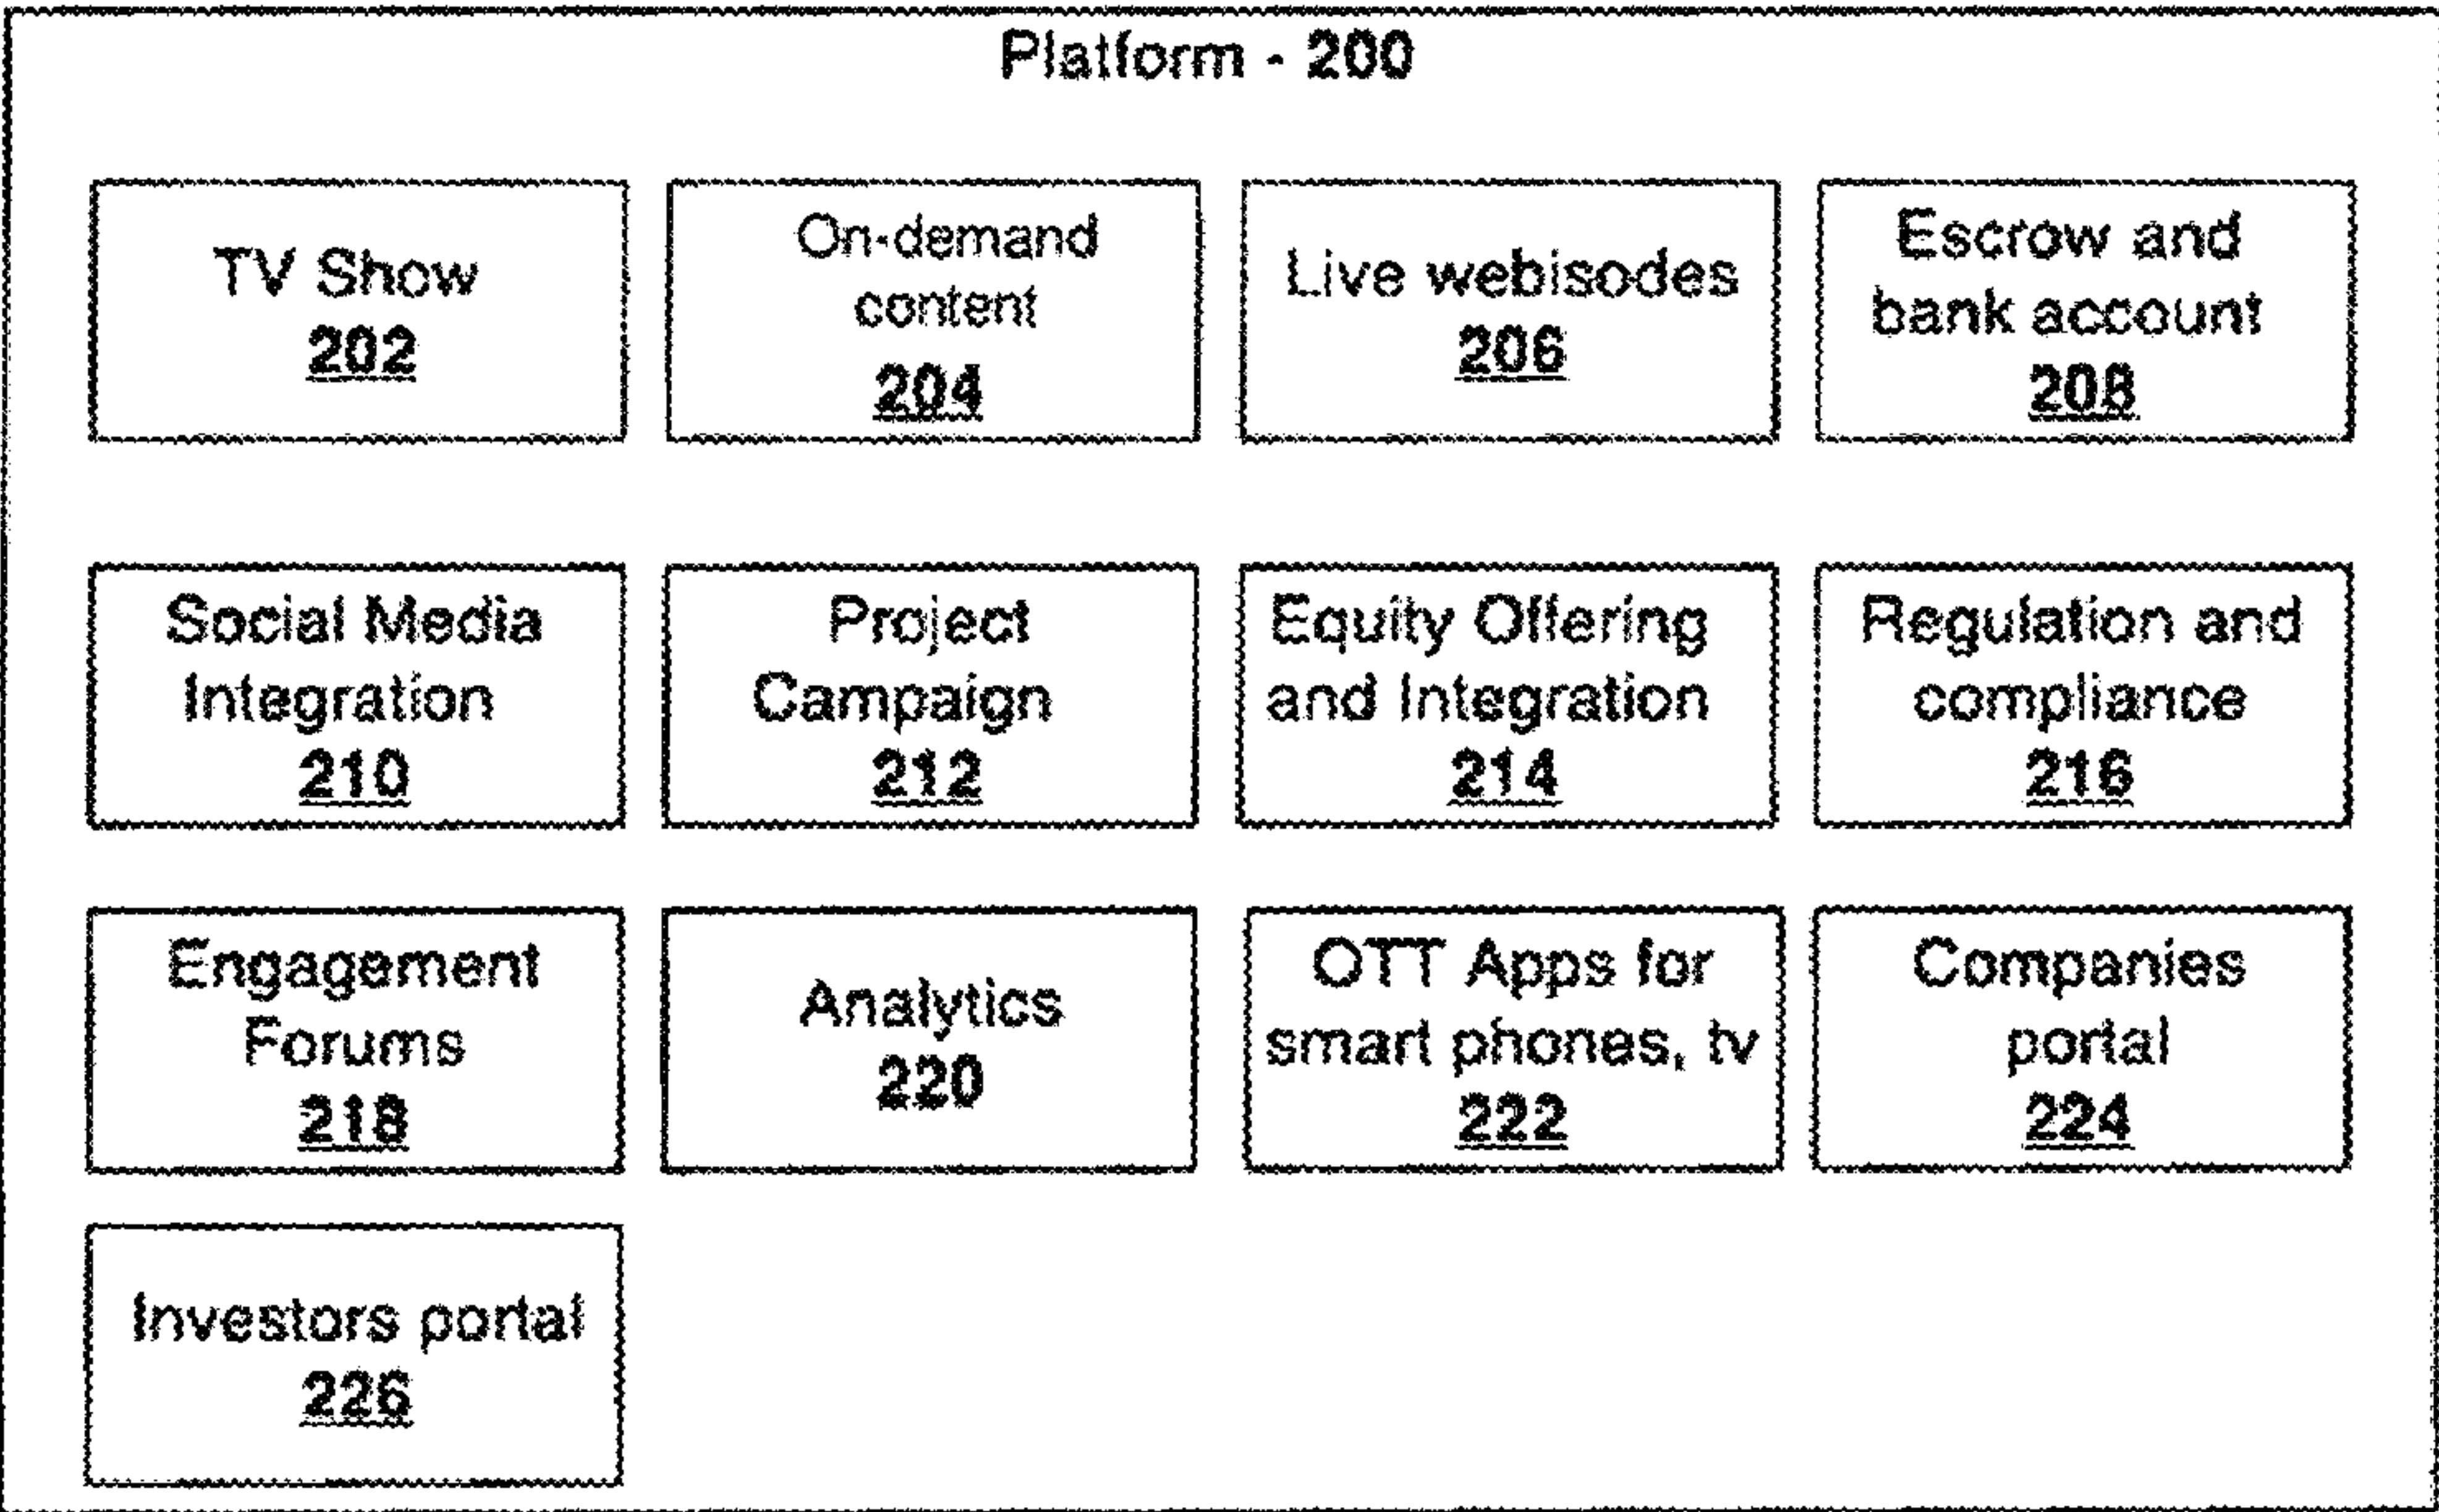 Platform - 200
TV Show
202
On-demand
content
204
Live webisodes
206
Escrow and
bank account
208
Social Media
Integration
210
Project
Campaign
212
Equity Offering
and Integration
214
Regulation and
compliance
216
Engagement
Forums
218
Analytics
220
OTT Apps for
smart phones, tv
222
Companies
portal
224
Investors portal
226